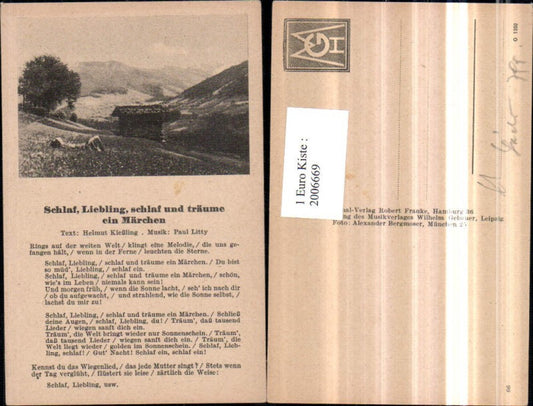 Schlaf, Liebling, schlaf und träume
ein Märchen
Text: Helmut Kießling . Musik: Paul Litty
Rings auf der weiten Welt / klingt eine Melodie, / die uns ge-
fangen hält, / wenn in der Ferne / leuchten die Sterne.
Schlaf, Liebling, / schlaf und träume ein Märchen. / Du bist
so müd', Liebling, / schlaf ein.
Schlaf, Liebling, / schlaf und träume ein Märchen, / schön,
wie's im Leben / niemals kann sein!
Und morgen früh, / wenn die Sonne lacht, / seh' ich nach dir
/ ob du aufgewacht, / und strahlend, wie die Sonne selbst, /
lachst du mir zu!
Schlaf, Liebling, / schlaf und träume ein Märchen. / Schließ
deine Augen, / schlaf, Liebling, du! / Träum', daß tausend
Lieder / wiegen sanft dich ein.
Träum', die Welt bringt wieder nur Sonnenschein. / Träum',
daß tausend Lieder / wiegen sanft dich ein. / Träum', die
Welt liegt wieder / golden im Sonnenschein. / Schlaf, Lieb-
ling, schlaf! / Gut' Nacht! Schlaf ein, schlaf ein!
Kennst du das Wiegenlied, / das jede Mutter singt? / Stets wenn
der Tag verglüht, / flüstert sie leise / zärtlich die Weise:
Schlaf, Liebling, usw.
MGH
G 1250
1 Euro Kiste :
2006669
al-Verlag Robert Franke, Hamburg 36
ng des Musikverlages Wilhelm Gebauer, Leipzig
Foto: Alexander Bergmoser, München 25
66